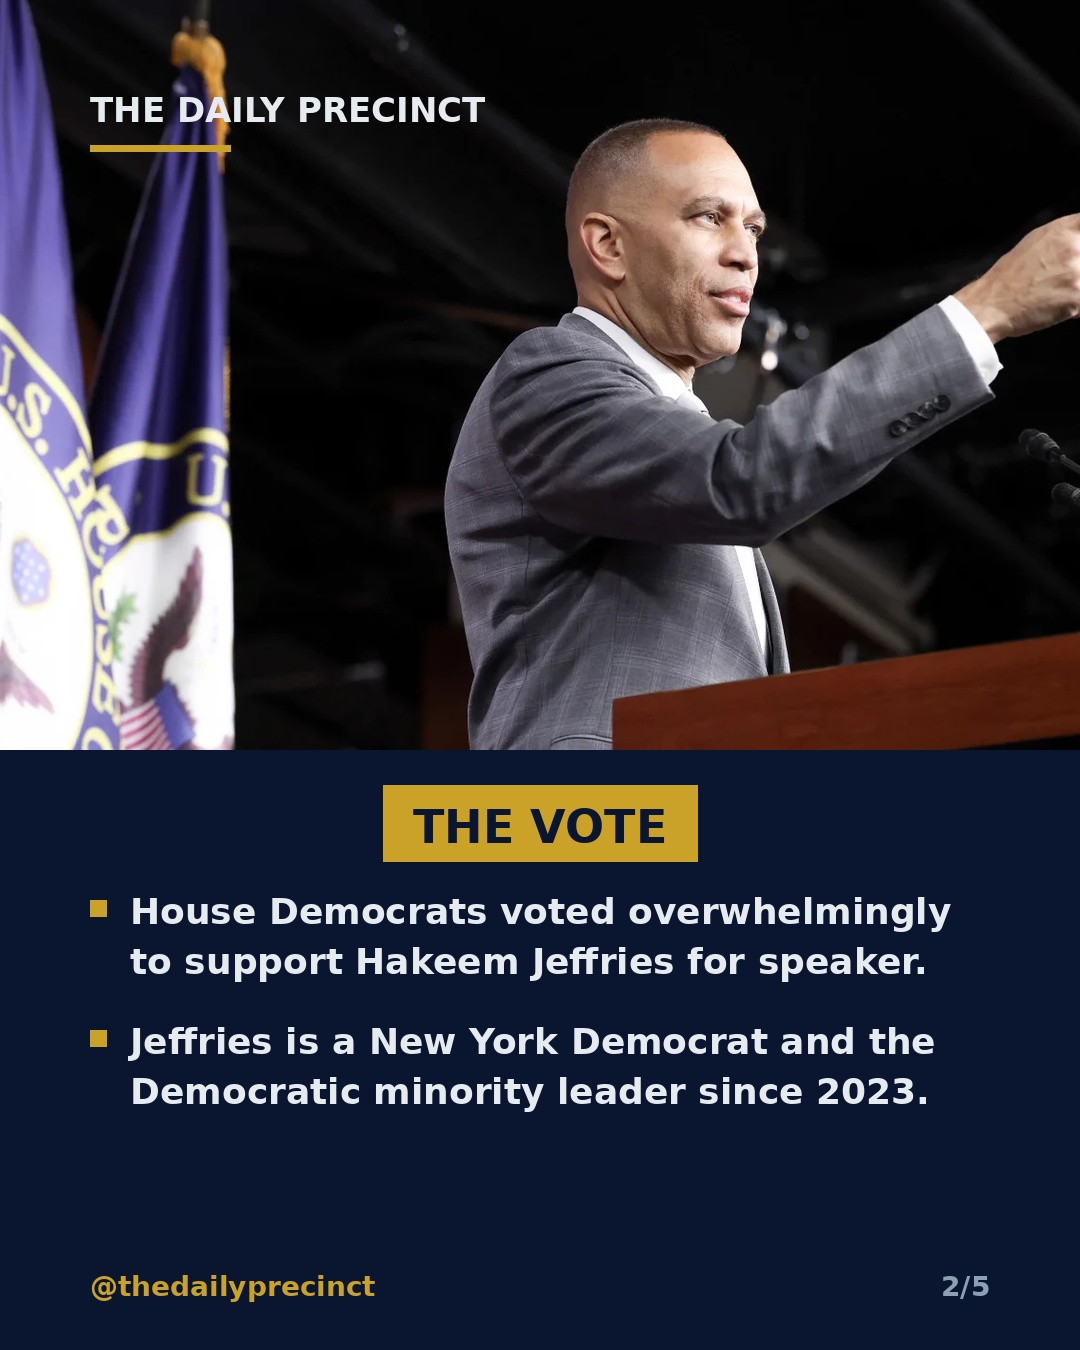 THE DAILY PRECINCT
U.S. HOUSE O
U.
THE VOTE
House Democrats voted overwhelmingly
to support Hakeem Jeffries for speaker.
Jeffries is a New York Democrat and the
Democratic minority leader since 2023.
@thedailyprecinct
2/5